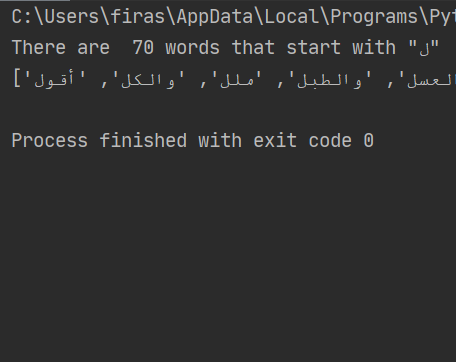 C:\Users\firas\AppData\Local\Programs\Pyt
There are  70 words that start with "ل"
['العسل', 'والطبل', 'ملل', 'والكل', 'أقول'
Process finished with exit code 0